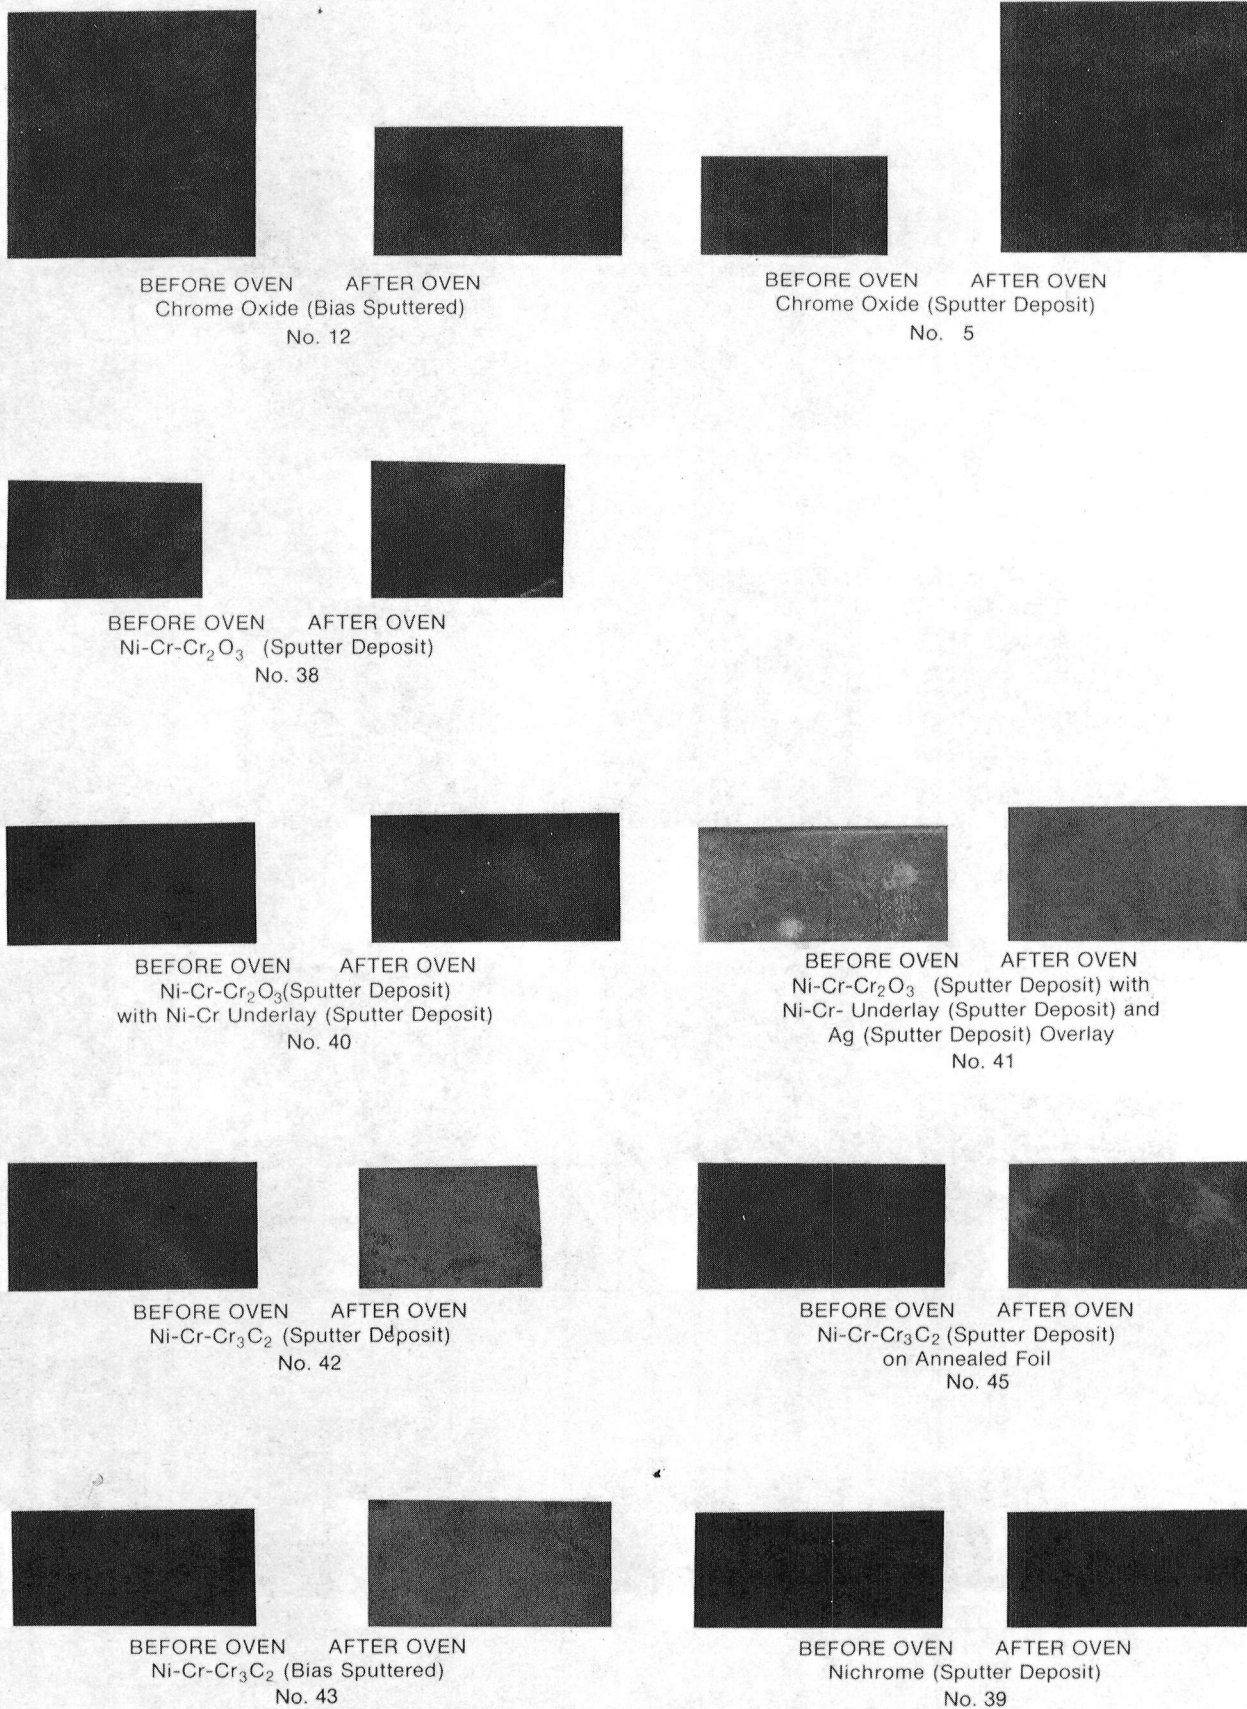 BEFORE OVEN AFTER OVEN
Chrome Oxide (Bias Sputtered)
No. 12
BEFORE OVEN AFTER OVEN
Chrome Oxide (Sputter Deposit)
No. 5
BEFORE OVEN AFTER OVEN
Ni-Cr-Cr₂O₃ (Sputter Deposit)
No. 38
BEFORE OVEN AFTER OVEN
Ni-Cr-Cr₂O₃(Sputter Deposit)
with Ni-Cr Underlay (Sputter Deposit)
No. 40
BEFORE OVEN AFTER OVEN
Ni-Cr-Cr₂O₃ (Sputter Deposit) with
Ni-Cr- Underlay (Sputter Deposit) and
Ag (Sputter Deposit) Overlay
No. 41
BEFORE OVEN AFTER OVEN
Ni-Cr-Cr₃C₂ (Sputter Deposit)
No. 42
BEFORE OVEN AFTER OVEN
Ni-Cr-Cr₃C₂ (Sputter Deposit)
on Annealed Foil
No. 45
BEFORE OVEN AFTER OVEN
Ni-Cr-Cr₃C₂ (Bias Sputtered)
No. 43
BEFORE OVEN AFTER OVEN
Nichrome (Sputter Deposit)
No. 39